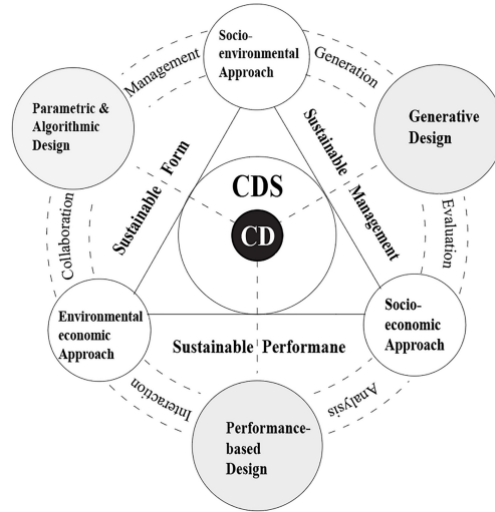 Socio-
environmental
Approach
Management
Generation
Parametric &
Algorithmic
Design
Generative
Design
Sustainable Form
Sustainable Management
CDS
CD
Collaboration
Evaluation
Environmental
economic
Approach
Socio-
economic
Approach
Sustainable Performane
Interaction
Analysis
Performance-
based
Design